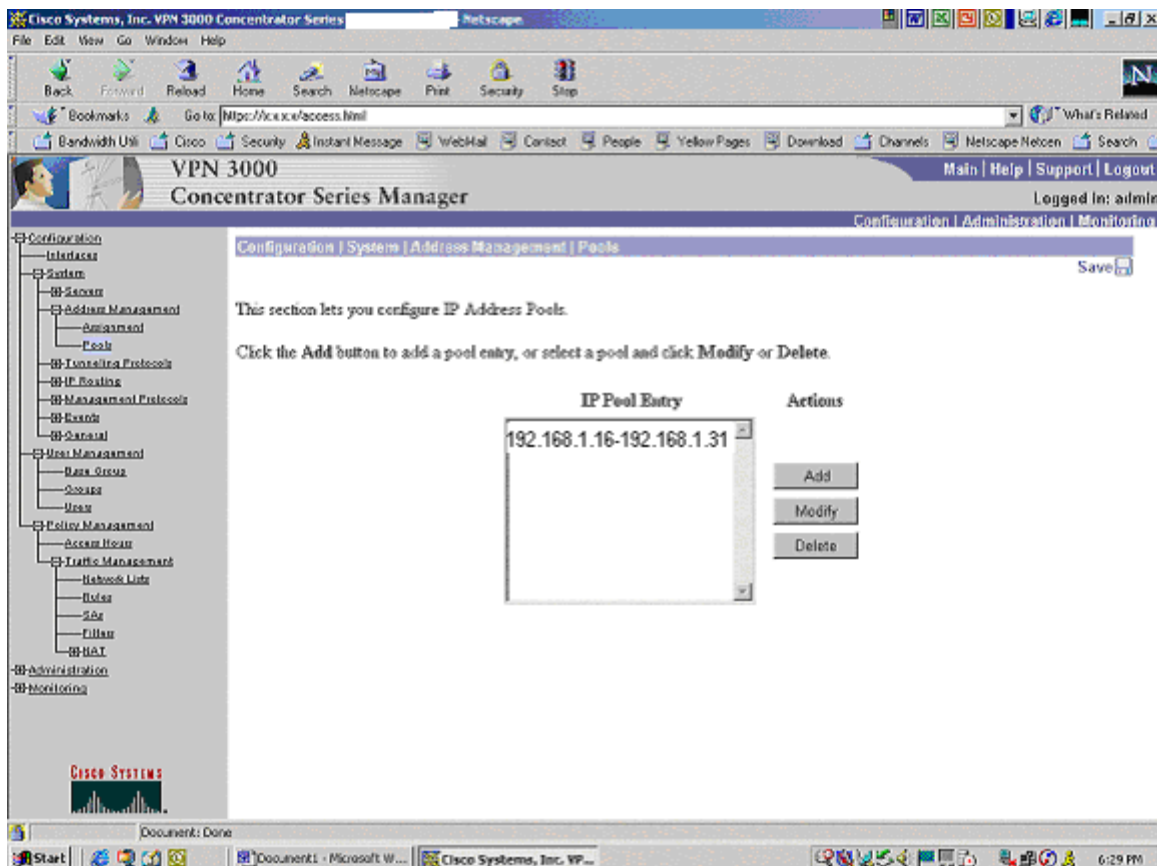 Cisco Systems, Inc. VPN 3000 Concentrator Series - Netscape
File Edit View Go Window Help
Back Forward Reload Home Search Netscape Print Security Stop
N
Bookmarks Go to: https://x.x.x.x/access.html What's Related
Bandwidth Utili Cisco Security Instant Message WebMail Contact People Yellow Pages Download Channels Netscape Netcen Search
VPN 3000
Concentrator Series Manager
Main | Help | Support | Logout
Logged in: admin
Configuration | Administration | Monitoring
Configuration
Interfaces
System
Servers
Address Management
Assignment
Pools
Tunneling Protocols
IP Routing
Management Protocols
Events
General
User Management
Base Group
Groups
Users
Policy Management
Access Hours
Traffic Management
Network Lists
Rules
SAs
Filters
NAT
Administration
Monitoring
CISCO SYSTEMS
Configuration | System | Address Management | Pools
Save
This section lets you configure IP Address Pools.
Click the Add button to add a pool entry, or select a pool and click Modify or Delete.
IP Pool Entry Actions
192.168.1.16-192.168.1.31
Add
Modify
Delete
Document: Done
Start Document1 - Microsoft W... Cisco Systems, Inc. VP... 6:29 PM